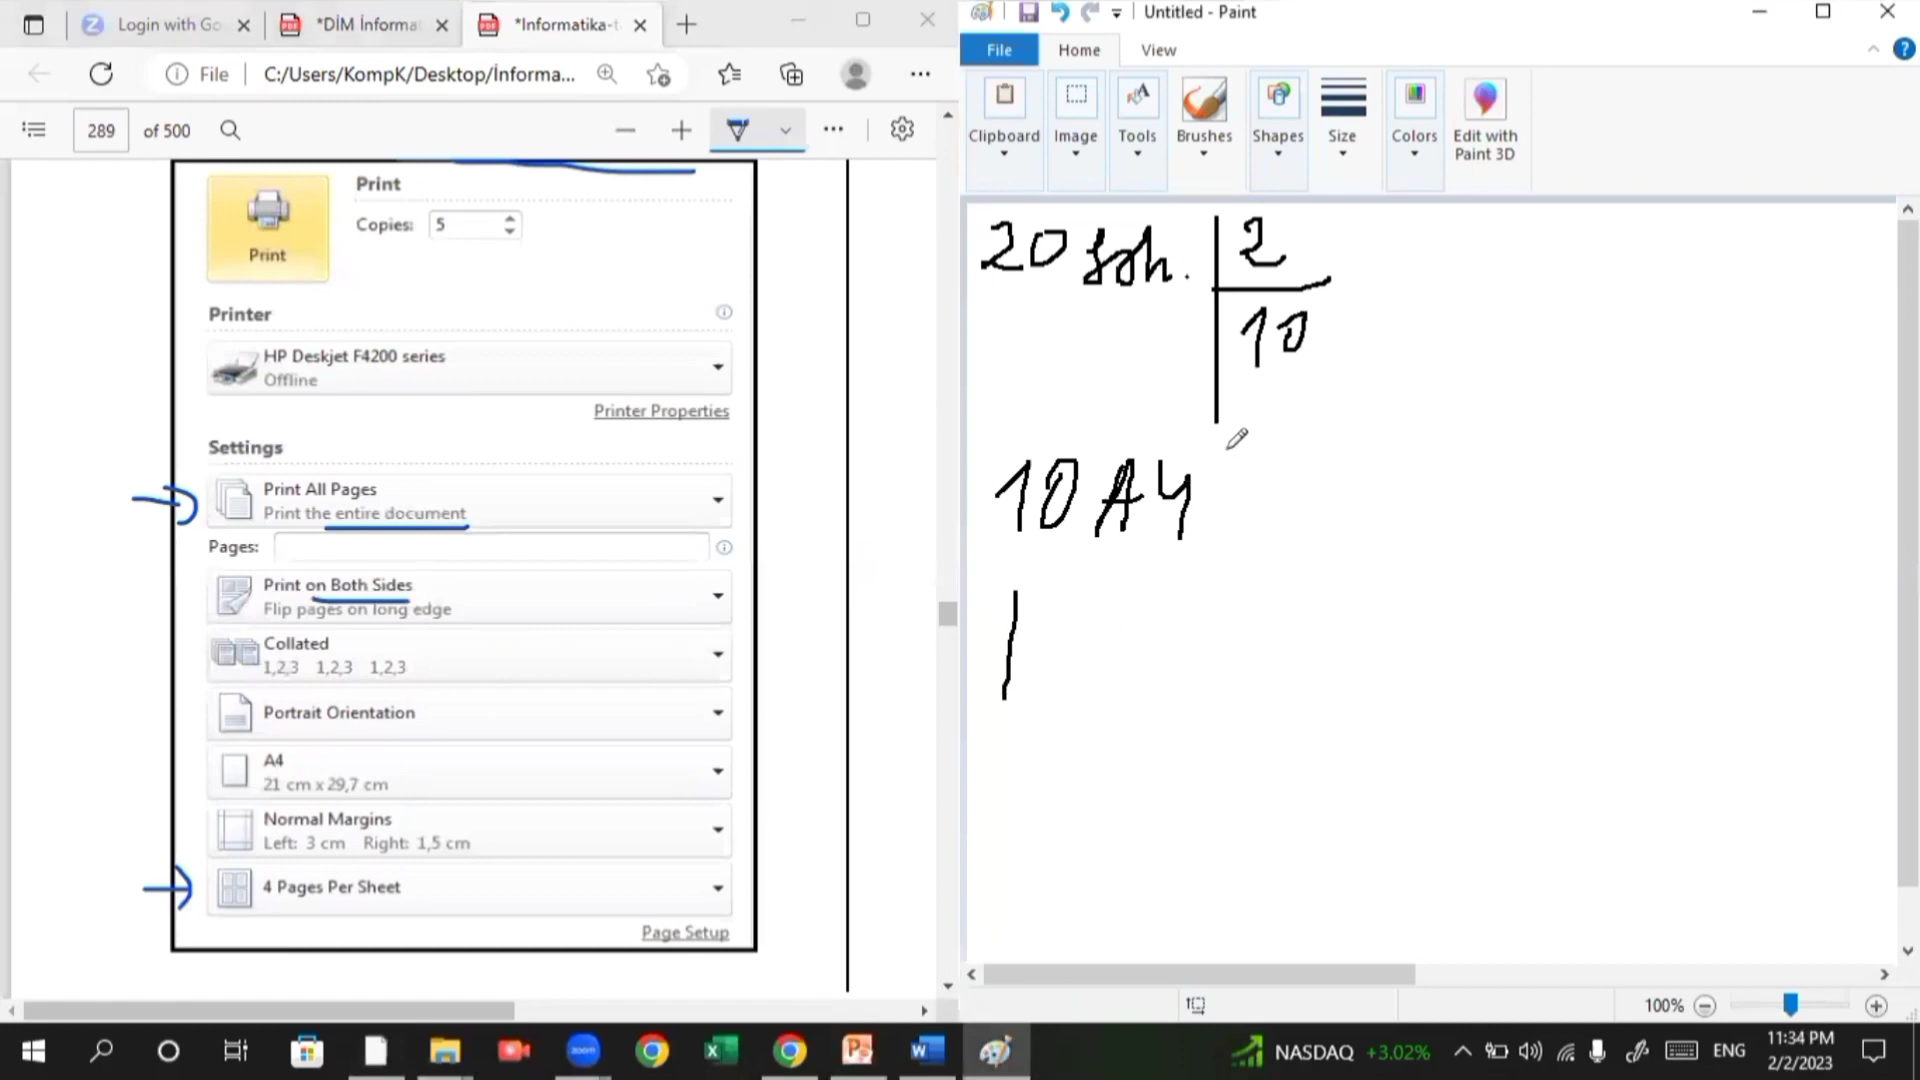 Login with Go
*DİM İnforma
*Informatika-t
File
C:/Users/KompK/Desktop/İnforma...
289 of 500
Print
Print
Copies: 5
Printer
HP Deskjet F4200 series
Offline
Printer Properties
Settings
Print All Pages
Print the entire document
Pages:
Print on Both Sides
Flip pages on long edge
Collated
1,2,3 1,2,3 1,2,3
Portrait Orientation
A4
21 cm x 29,7 cm
Normal Margins
Left: 3 cm Right: 1,5 cm
4 Pages Per Sheet
Page Setup
Untitled - Paint
File Home View
Clipboard
Image
Tools
Brushes
Shapes
Size
Colors
Edit with
Paint 3D
20 səh. 2
10
10 A4
100%
NASDAQ +3.02%
ENG
11:34 PM
2/2/2023